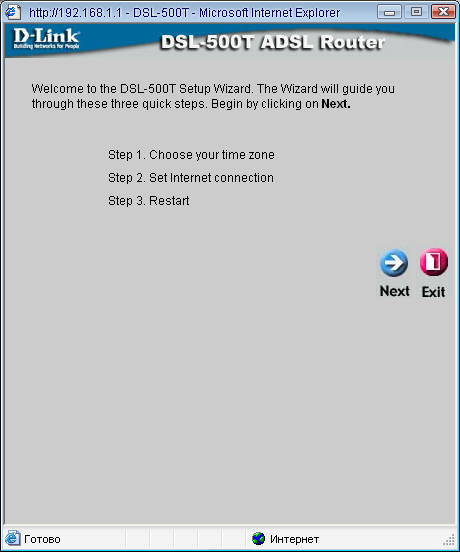 http://192.168.1.1 - DSL-500T - Microsoft Internet Explorer
D-Link
Building Networks for People
DSL-500T ADSL Router
Welcome to the DSL-500T Setup Wizard. The Wizard will guide you
through these three quick steps. Begin by clicking on Next.
Step 1. Choose your time zone
Step 2. Set Internet connection
Step 3. Restart
Next Exit
Готово Интернет